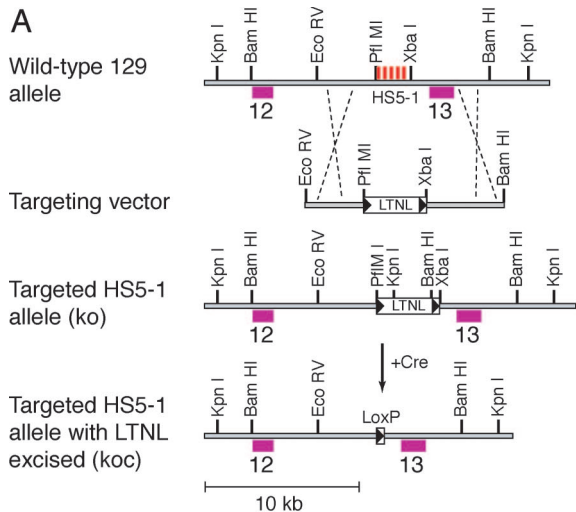 A
Wild-type 129
allele
Kpn I
Bam HI
Eco RV
Pfl MI
Xba I
Bam HI
Kpn I
HS5-1
12
13
Targeting vector
Eco RV
Pfl MI
Xba I
Bam HI
LTNL
Targeted HS5-1
allele (ko)
Kpn I
Bam HI
Eco RV
PflM I
Kpn I
Bam HI
Xba I
Bam HI
Kpn I
LTNL
12
13
+Cre
Targeted HS5-1
allele with LTNL
excised (koc)
Kpn I
Bam HI
Eco RV
LoxP
Bam HI
Kpn I
12
13
10 kb